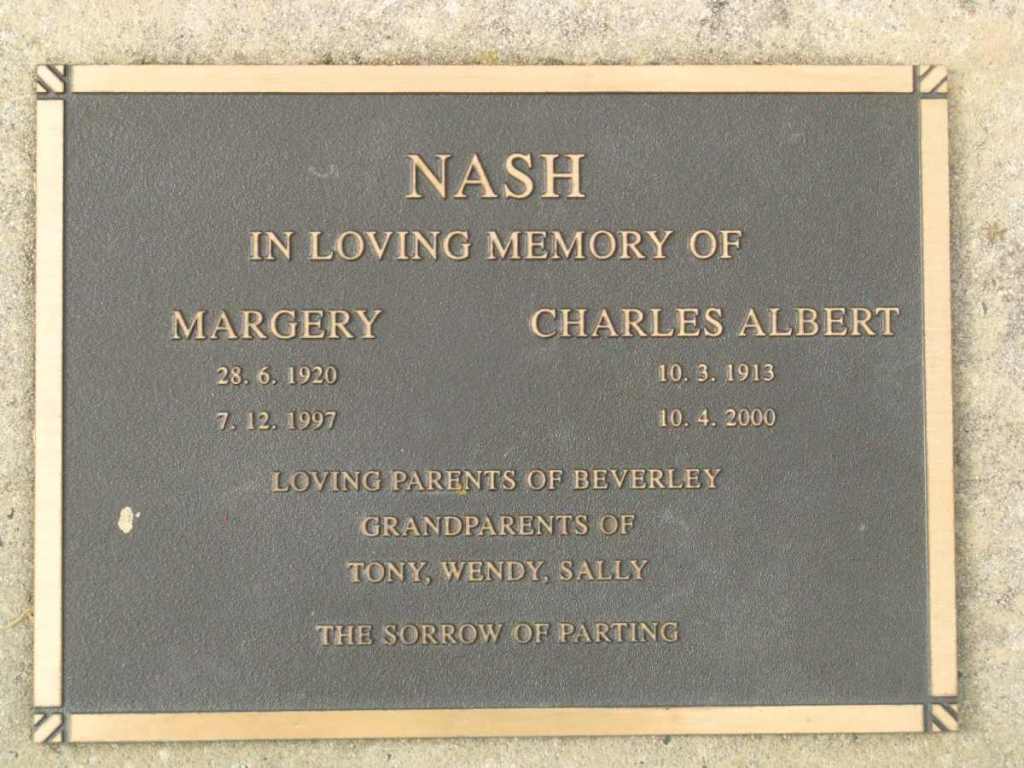 NASH
IN LOVING MEMORY OF
MARGERY CHARLES ALBERT
28. 6. 1920 10. 3. 1913
7. 12. 1997 10. 4. 2000
LOVING PARENTS OF BEVERLEY
GRANDPARENTS OF
TONY, WENDY, SALLY
THE SORROW OF PARTING